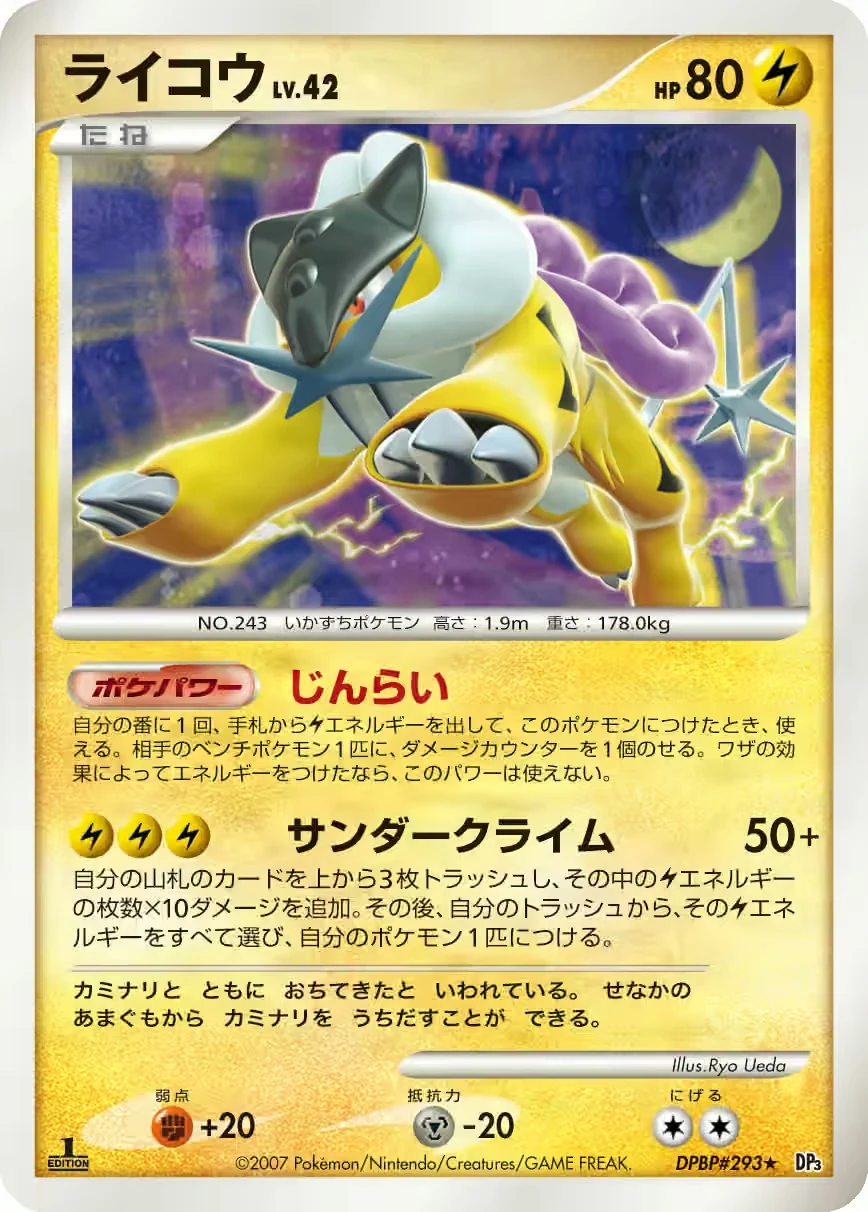 ライコウ LV.42 HP 80
たね
NO.243 いかずちポケモン 高さ:1.9m 重さ:178.0kg
ポケパワー じんらい
自分の番に1回、手札からエネルギーを出して、このポケモンにつけたとき、使
える。相手のベンチポケモン1匹に、ダメージカウンターを1個のせる。ワザの効
果によってエネルギーをつけたなら、このパワーは使えない。
サンダークライム 50+
自分の山札のカードを上から3枚トラッシュし、その中のエネルギー
の枚数×10ダメージを追加。その後、自分のトラッシュから、そのエネ
ルギーをすべて選び、自分のポケモン1匹につける。
カミナリと ともに おちてきたと いわれている。 せなかの
あまぐもから カミナリを うちだすことが できる。
Illus.Ryo Ueda
弱点 抵抗力 にげる
+20 -20
1 EDITION ©2007 Pokémon/Nintendo/Creatures/GAME FREAK. DPBP#293★ DP3